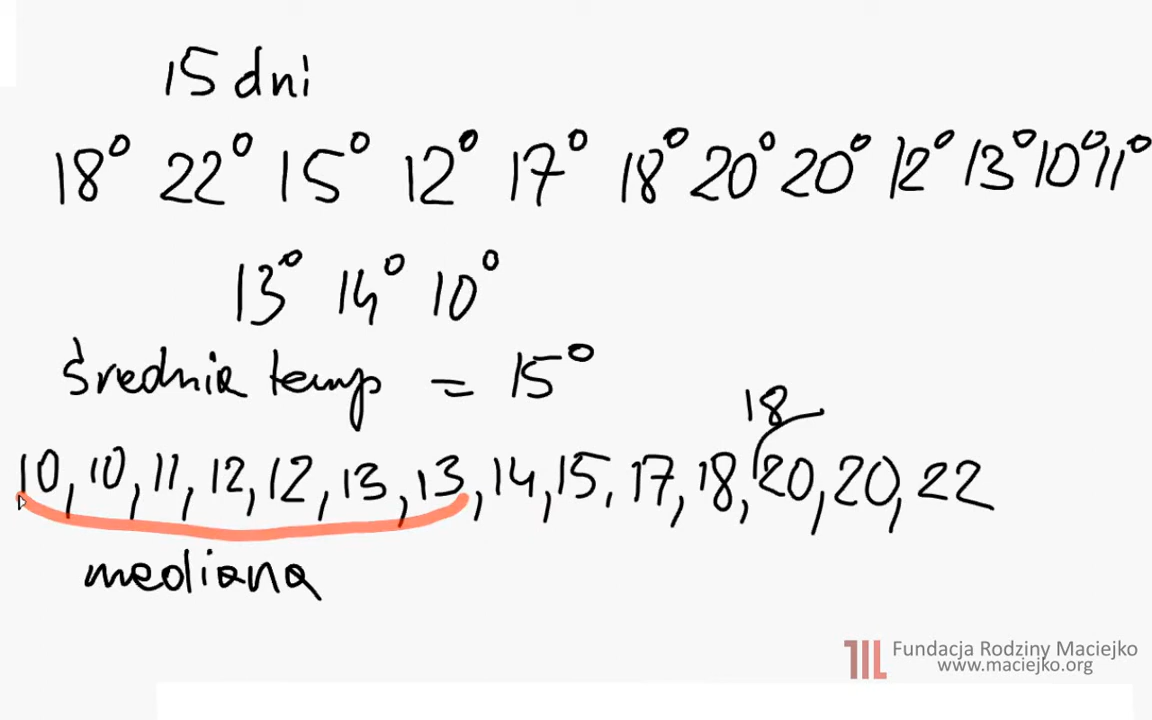 15 dni
18° 22° 15° 12° 17° 18° 20° 20° 12° 13° 10° 11°
13° 14° 10°
średnia temp = 15°
18
10, 10, 11, 12, 12, 13, 13, 14, 15, 17, 18, 20, 20, 22
mediana
Fundacja Rodziny Maciejko
www.maciejko.org